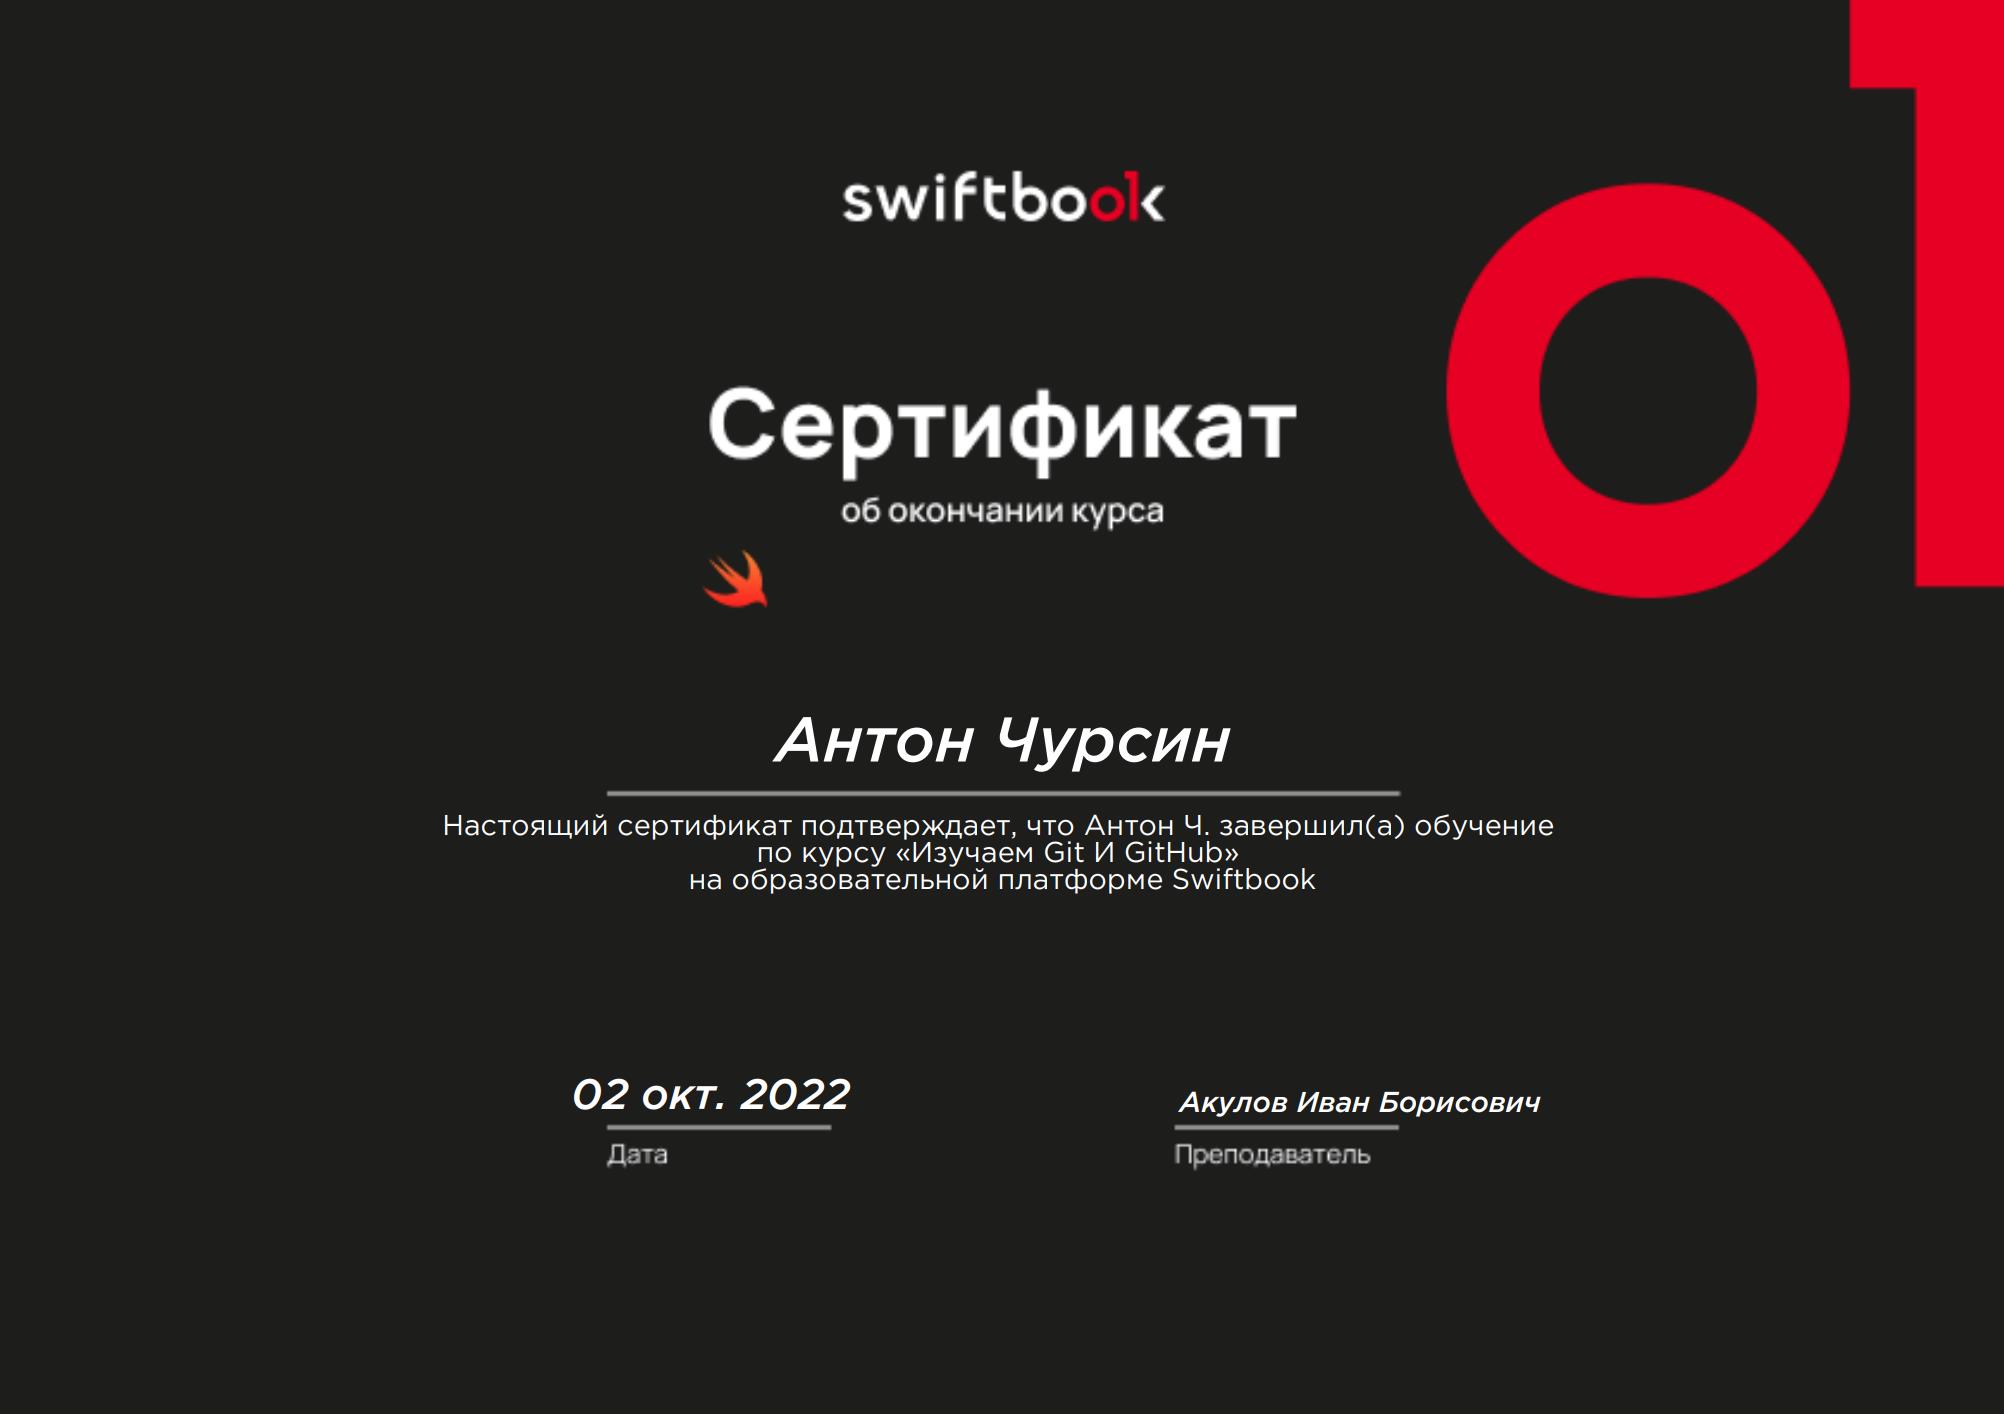 swiftbook
Сертификат
об окончании курса
Антон Чурсин
Настоящий сертификат подтверждает, что Антон Ч. завершил(а) обучение
по курсу «Изучаем Git И GitHub»
на образовательной платформе Swiftbook
02 окт. 2022
Дата
Акулов Иван Борисович
Преподаватель